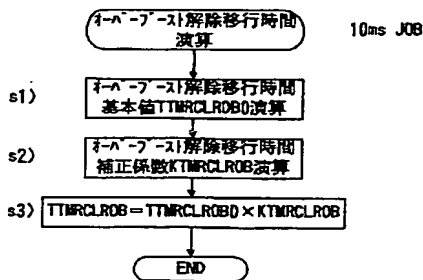 オーバーブースト解除移行時間
演算
10ms JOB
s1)
オーバーブースト解除移行時間
基本値TTMRCLROBO演算
s2)
オーバーブースト解除移行時間
補正係数KTMRCLROB演算
s3) TTMRCLROB=TTMRCLROBO×KTMRCLROB
END